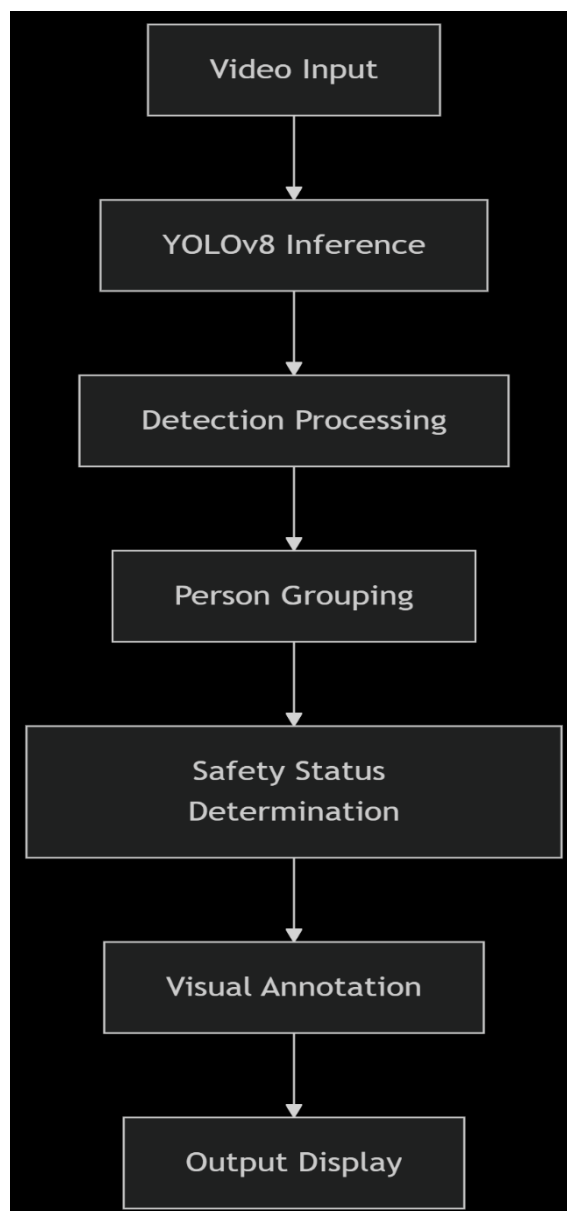 Video Input
YOLOv8 Inference
Detection Processing
Person Grouping
Safety Status
Determination
Visual Annotation
Output Display